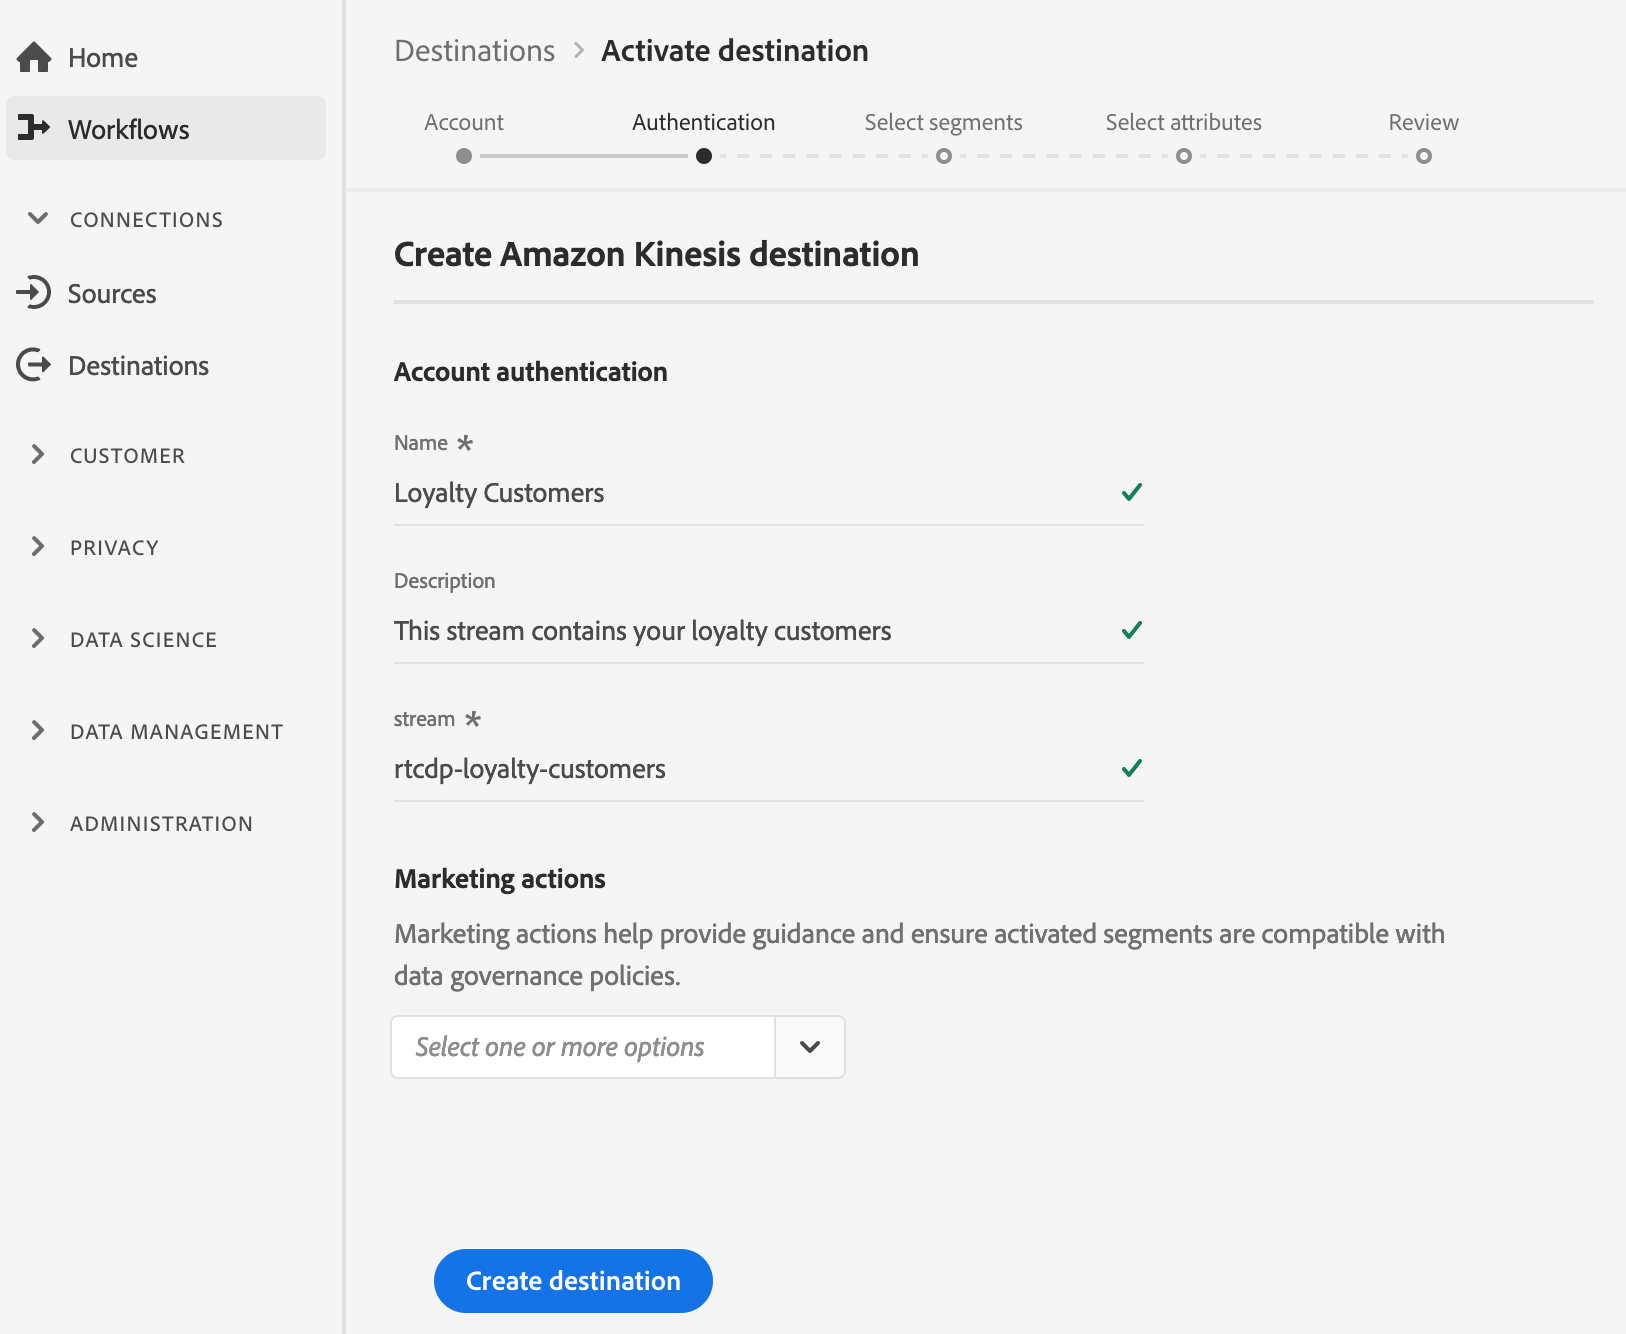 Home
Workflows
CONNECTIONS
Sources
Destinations
CUSTOMER
PRIVACY
DATA SCIENCE
DATA MANAGEMENT
ADMINISTRATION
Destinations > Activate destination
Account Authentication Select segments Select attributes Review
Create Amazon Kinesis destination
Account authentication
Name *
Loyalty Customers
Description
This stream contains your loyalty customers
stream *
rtcdp-loyalty-customers
Marketing actions
Marketing actions help provide guidance and ensure activated segments are compatible with
data governance policies.
Select one or more options
Create destination